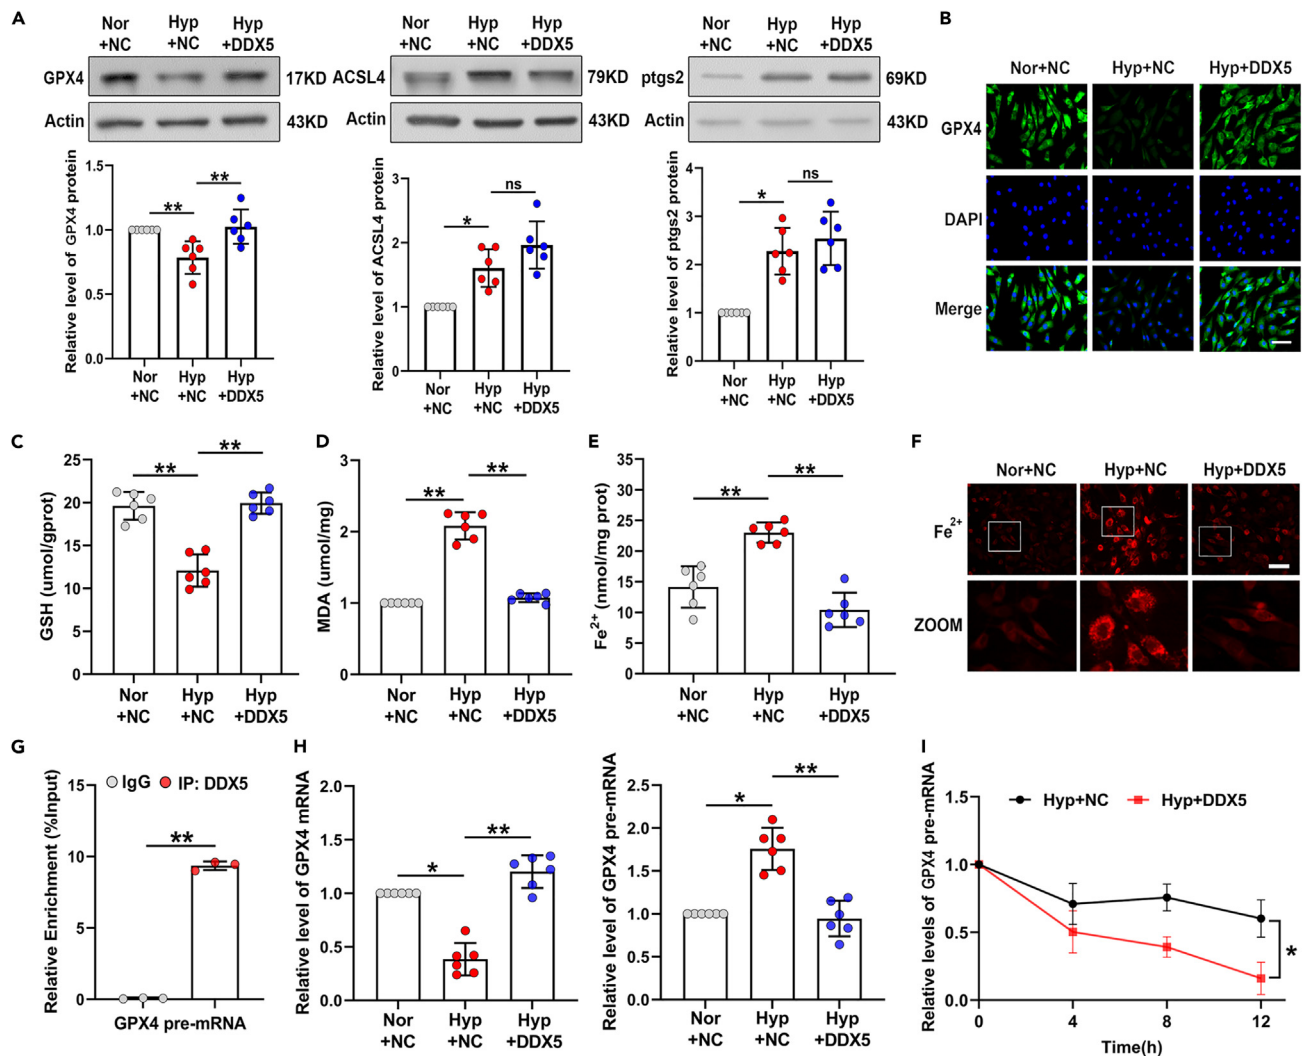 A
Nor
+NC
Hyp
+NC
Hyp
+DDX5
GPX4
17KD
Actin
43KD
Relative level of GPX4 protein
1.5
1.0
0.5
0.0
**
**
Nor
+NC
Hyp
+NC
Hyp
+DDX5
Nor
+NC
Hyp
+NC
Hyp
+DDX5
ACSL4
79KD
Actin
43KD
Relative level of ACSL4 protein
3
2
1
0
*
ns
Nor
+NC
Hyp
+NC
Hyp
+DDX5
Nor
+NC
Hyp
+NC
Hyp
+DDX5
ptgs2
69KD
Actin
43KD
Relative level of ptgs2 protein
4
3
2
1
0
*
ns
Nor
+NC
Hyp
+NC
Hyp
+DDX5
B
Nor+NC
Hyp+NC
Hyp+DDX5
GPX4
DAPI
Merge
C
GSH (umol/gprot)
25
20
15
10
5
0
**
**
Nor
+NC
Hyp
+NC
Hyp
+DDX5
D
MDA (umol/mg)
3
2
1
0
**
**
Nor
+NC
Hyp
+NC
Hyp
+DDX5
E
Fe2+ (nmol/mg prot)
35
30
25
20
15
10
5
0
**
**
Nor
+NC
Hyp
+NC
Hyp
+DDX5
F
Nor+NC
Hyp+NC
Hyp+DDX5
Fe2+
ZOOM
G
Relative Enrichment (%Input)
15
10
5
0
IgG
IP: DDX5
**
GPX4 pre-mRNA
H
Relative level of GPX4 mRNA
2.0
1.5
1.0
0.5
0.0
*
**
Nor
+NC
Hyp
+NC
Hyp
+DDX5
Relative level of GPX4 pre-mRNA
2.5
2.0
1.5
1.0
0.5
0.0
*
**
Nor
+NC
Hyp
+NC
Hyp
+DDX5
I
Relative levels of GPX4 pre-mRNA
Hyp+NC
Hyp+DDX5
1.0
0.5
0.0
*
0
4
8
12
Time(h)